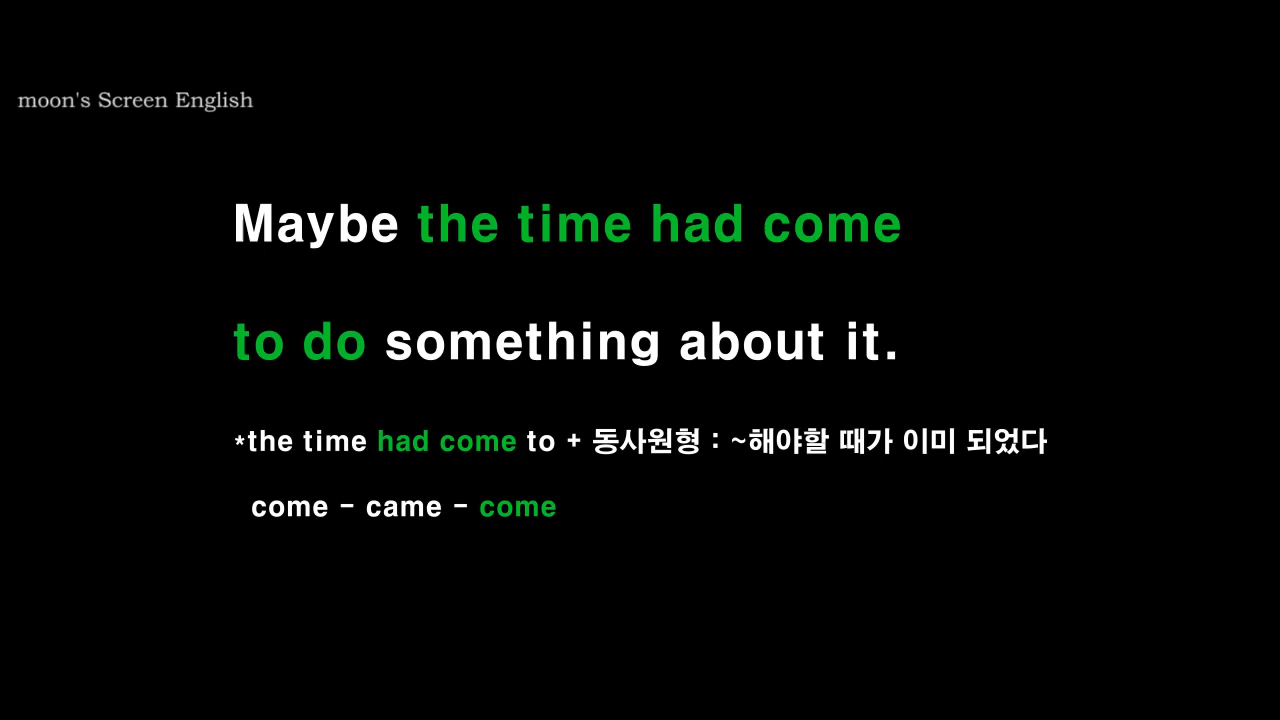 moon's Screen English
Maybe the time had come
to do something about it.
*the time had come to + 동사원형 : ~해야할 때가 이미 되었다
come - came - come